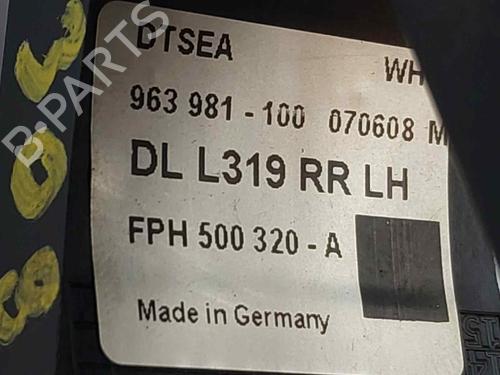 B-PARTS
DTSEA WH
963 981 - 100 070608 M
DL L319 RR LH
FPH 500 320 - A
Made in Germany